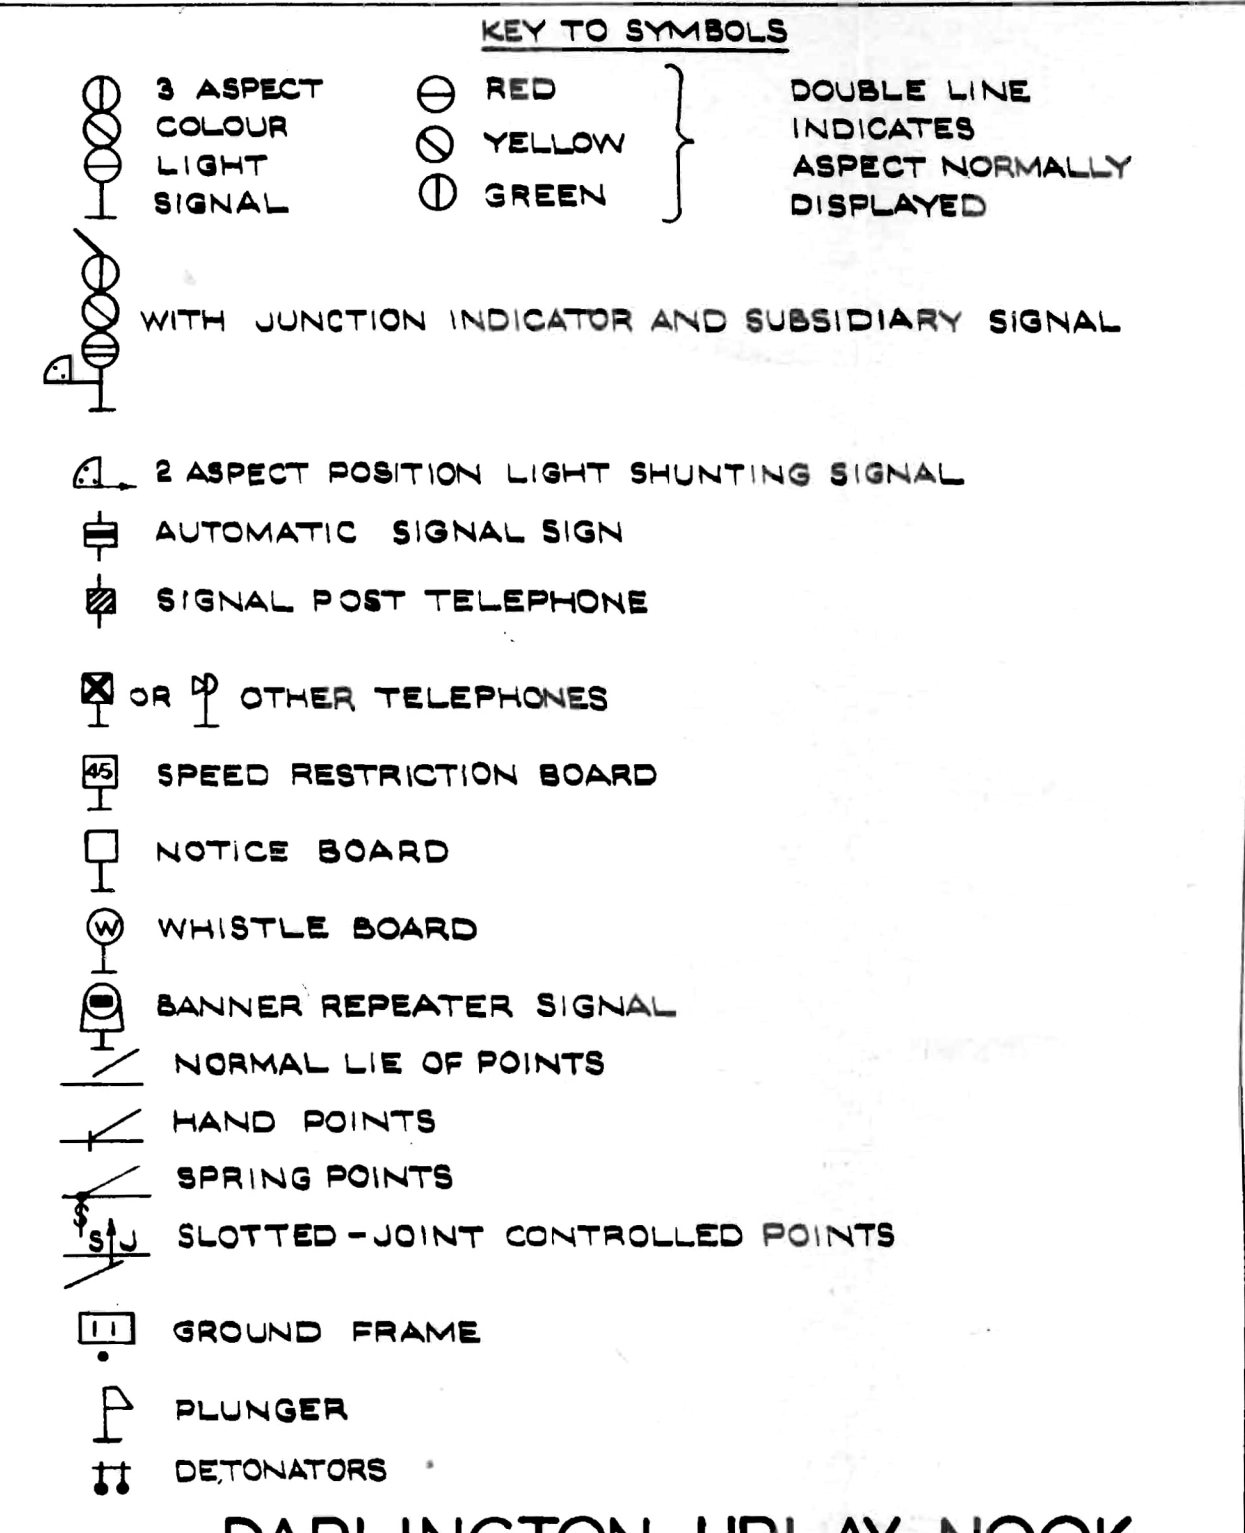 KEY TO SYMBOLS
3 ASPECT
COLOUR
LIGHT
SIGNAL
RED
YELLOW
GREEN
DOUBLE LINE
INDICATES
ASPECT NORMALLY
DISPLAYED
WITH JUNCTION INDICATOR AND SUBSIDIARY SIGNAL
2 ASPECT POSITION LIGHT SHUNTING SIGNAL
AUTOMATIC SIGNAL SIGN
SIGNAL POST TELEPHONE
OR OTHER TELEPHONES
45 SPEED RESTRICTION BOARD
NOTICE BOARD
W WHISTLE BOARD
BANNER REPEATER SIGNAL
NORMAL LIE OF POINTS
HAND POINTS
SPRING POINTS
S J SLOTTED-JOINT CONTROLLED POINTS
GROUND FRAME
PLUNGER
DETONATORS
DARLINGTON URLAY NOOK